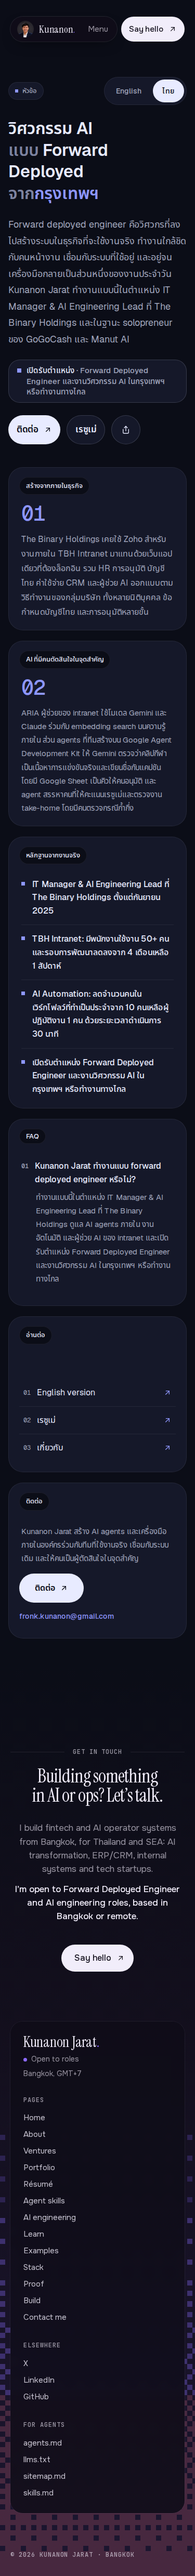 Kunanon.
Menu
Say hello ↗
หัวข้อ
English
ไทย
วิศวกรรม AI
แบบ Forward
Deployed
จากกรุงเทพฯ
Forward deployed engineer คือวิศวกรที่ลง
ไปสร้างระบบในธุรกิจที่จะใช้งานจริง ทำงานใกล้ชิด
กับคนหน้างาน เชื่อมกับระบบที่ใช้อยู่ และอยู่จน
เครื่องมือกลายเป็นส่วนหนึ่งของงานประจำวัน
Kunanon Jarat ทำงานแบบนี้ในตำแหน่ง IT
Manager & AI Engineering Lead ที่ The
Binary Holdings และในฐานะ solopreneur
ของ GoGoCash และ Manut AI
เปิดรับตำแหน่ง · Forward Deployed
Engineer และงานวิศวกรรม AI ในกรุงเทพฯ
หรือทำงานทางไกล
ติดต่อ ↗
เรซูเม่
สร้างจากภายในธุรกิจ
01
The Binary Holdings เคยใช้ Zoho สำหรับ
งานภายใน TBH Intranet มาแทนด้วยเว็บแอป
เดียวที่ต้องล็อกอิน รวม HR การอนุมัติ บัญชี
ไทย ค่าใช้จ่าย CRM และผู้ช่วย AI ออกแบบตาม
วิธีทำงานของกลุ่มบริษัท ทั้งหลายนิติบุคคล ข้อ
กำหนดบัญชีไทย และการอนุมัติหลายขั้น
AI ที่มีคนตัดสินใจในจุดสำคัญ
02
ARIA ผู้ช่วยของ intranet ใช้โมเดล Gemini และ
Claude ร่วมกับ embedding search บนความรู้
ภายใน ส่วน agents ที่ทีมสร้างบน Google Agent
Development Kit ให้ Gemini ตรวจว่าคลิปกีฬา
เป็นเนื้อหาการแข่งขันจริงและเขียนชื่อกับแคปชัน
โดยมี Google Sheet เป็นคิวให้คนอนุมัติ และ
agent สรรหาคนที่ให้คะแนนเรซูเม่และตรวจงาน
take-home โดยมีคนตรวจกรณีก้ำกึ่ง
หลักฐานจากงานจริง
IT Manager & AI Engineering Lead ที่
The Binary Holdings ตั้งแต่กันยายน
2025
TBH Intranet: มีพนักงานใช้งาน 50+ คน
และรอบการพัฒนาลดลงจาก 4 เดือนเหลือ
1 สัปดาห์
AI Automation: ลดจำนวนคนใน
เวิร์กโฟลว์ที่ทำเป็นประจำจาก 10 คนเหลือผู้
ปฏิบัติงาน 1 คน ด้วยระยะเวลาดำเนินการ
30 นาที
เปิดรับตำแหน่ง Forward Deployed
Engineer และงานวิศวกรรม AI ใน
กรุงเทพฯ หรือทำงานทางไกล
FAQ
01 Kunanon Jarat ทำงานแบบ forward
deployed engineer หรือไม่?
ทำงานแบบนี้ในตำแหน่ง IT Manager & AI
Engineering Lead ที่ The Binary
Holdings ดูแล AI agents ภายใน งาน
อัตโนมัติ และผู้ช่วย AI ของ intranet และเปิด
รับตำแหน่ง Forward Deployed Engineer
และงานวิศวกรรม AI ในกรุงเทพฯ หรือทำงาน
ทางไกล
อ่านต่อ
01 English version ↗
02 เรซูเม่ ↗
03 เกี่ยวกับ ↗
ติดต่อ
Kunanon Jarat สร้าง AI agents และเครื่องมือ
ภายในองค์กรร่วมกับทีมที่ใช้งานจริง เชื่อมกับระบบ
เดิม และให้คนเป็นผู้ตัดสินใจในจุดสำคัญ
ติดต่อ ↗
fronk.kunanon@gmail.com
GET IN TOUCH
Building something
in AI or ops? Let's talk.
I build fintech and AI operator systems
from Bangkok, for Thailand and SEA: AI
transformation, ERP/CRM, internal
systems and tech startups.
I'm open to Forward Deployed Engineer
and AI engineering roles, based in
Bangkok or remote.
Say hello ↗
Kunanon Jarat.
Open to roles
Bangkok, GMT+7
PAGES
Home
About
Ventures
Portfolio
Résumé
Agent skills
AI engineering
Learn
Examples
Stack
Proof
Build
Contact me
ELSEWHERE
X
LinkedIn
GitHub
FOR AGENTS
agents.md
llms.txt
sitemap.md
skills.md
© 2026 KUNANON JARAT · BANGKOK